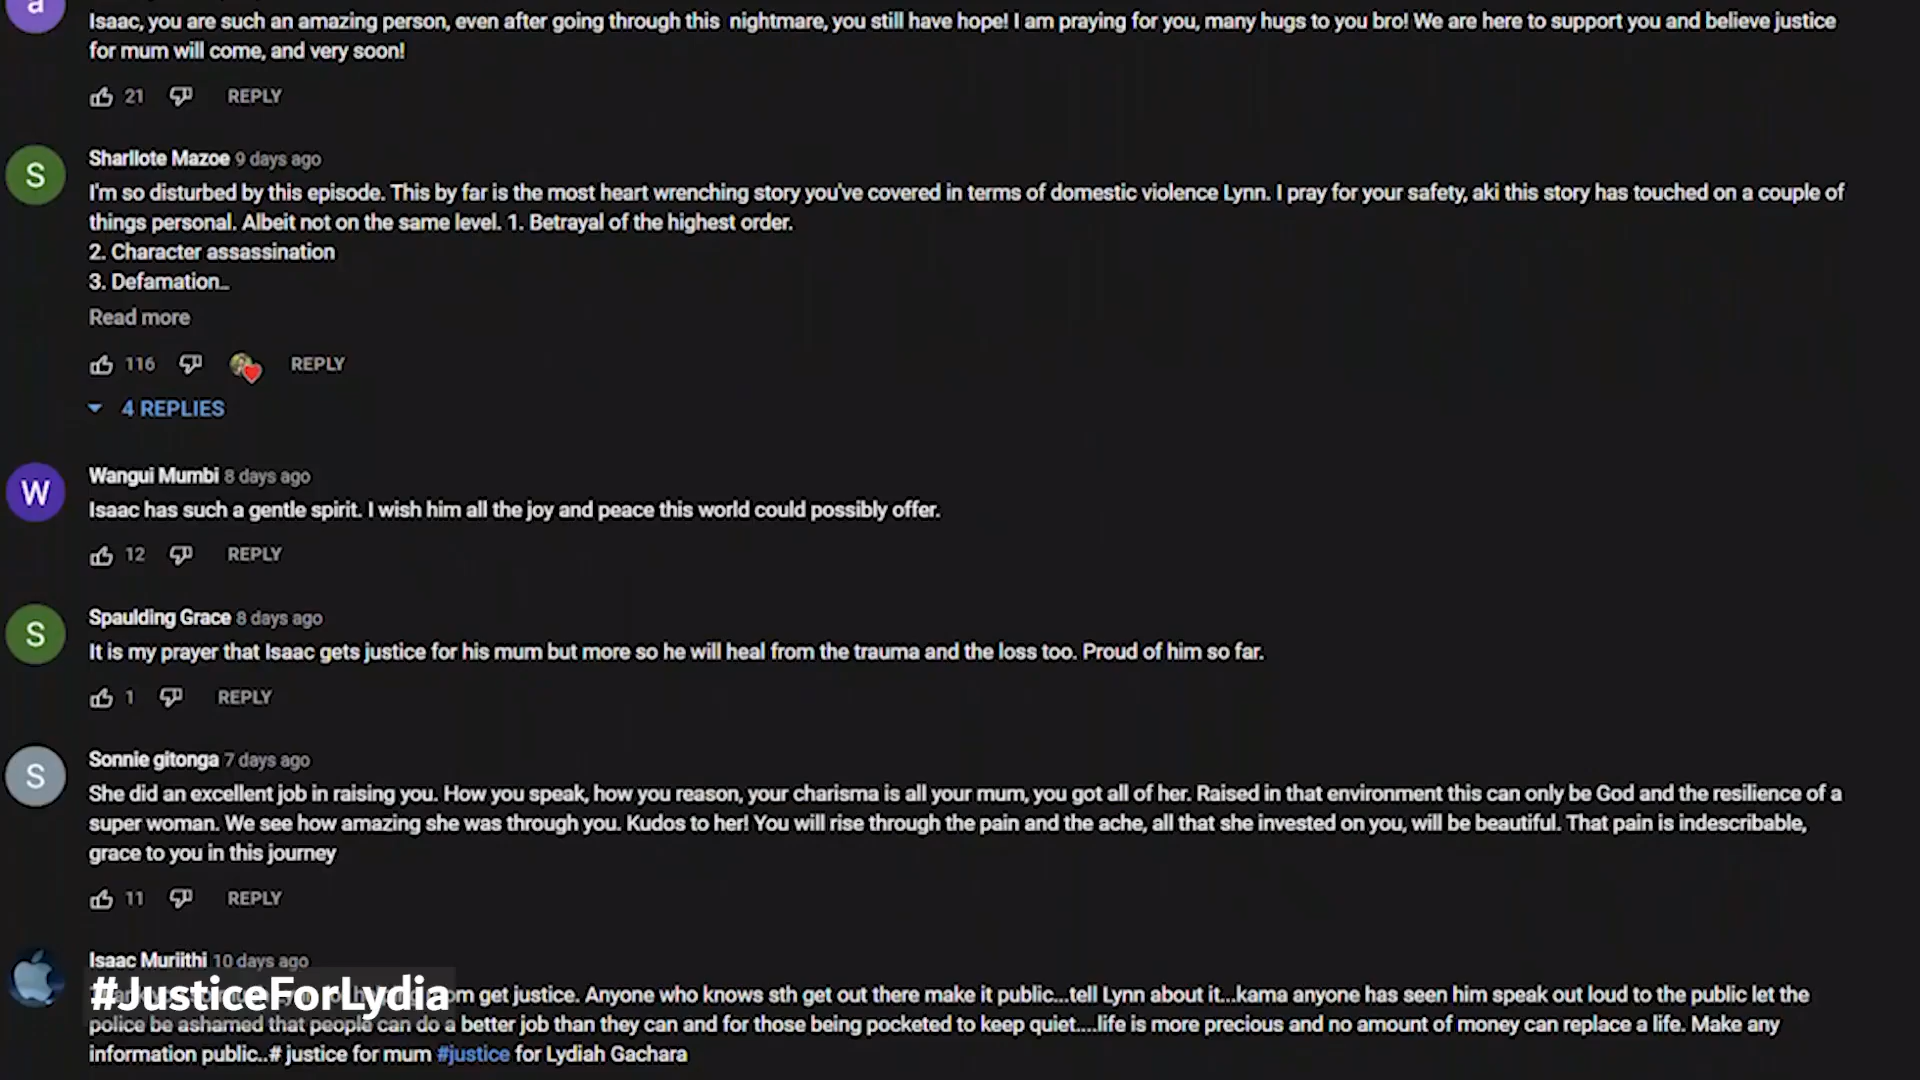 a
Isaac, you are such an amazing person, even after going through this nightmare, you still have hope! I am praying for you, many hugs to you bro! We are here to support you and believe justice
for mum will come, and very soon!
21 REPLY
S
Sharllote Mazoe 9 days ago
I'm so disturbed by this episode. This by far is the most heart wrenching story you've covered in terms of domestic violence Lynn. I pray for your safety, aki this story has touched on a couple of
things personal. Albeit not on the same level. 1. Betrayal of the highest order.
2. Character assassination
3. Defamation…
Read more
116 REPLY
4 REPLIES
W
Wangui Mumbi 8 days ago
Isaac has such a gentle spirit. I wish him all the joy and peace this world could possibly offer.
12 REPLY
S
Spaulding Grace 8 days ago
It is my prayer that Isaac gets justice for his mum but more so he will heal from the trauma and the loss too. Proud of him so far.
1 REPLY
S
Sonnie gitonga 7 days ago
She did an excellent job in raising you. How you speak, how you reason, your charisma is all your mum, you got all of her. Raised in that environment this can only be God and the resilience of a
super woman. We see how amazing she was through you. Kudos to her! You will rise through the pain and the ache, all that she invested on you, will be beautiful. That pain is indescribable,
grace to you in this journey
11 REPLY
Isaac Muriithi 10 days ago
#JusticeForLydia
get justice. Anyone who knows sth get out there make it public...tell Lynn about it...kama anyone has seen him speak out loud to the public let the
police be ashamed that people can do a better job than they can and for those being pocketed to keep quiet....life is more precious and no amount of money can replace a life. Make any
information public..# justice for mum #justice for Lydiah Gachara